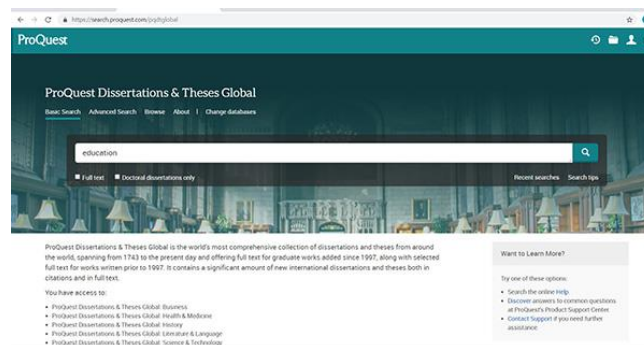 https://search.proquest.com/pqdtglobal
ProQuest
ProQuest Dissertations & Theses Global
Basic Search Advanced Search Browse About | Change databases
education
Full text Doctoral dissertations only
Recent searches Search tips
ProQuest Dissertations & Theses Global is the world's most comprehensive collection of dissertations and theses from around
the world, spanning from 1743 to the present day and offering full text for graduate works added since 1997, along with selected
full text for works written prior to 1997. It contains a significant amount of new international dissertations and theses both in
citations and in full text.
You have access to:
• ProQuest Dissertations & Theses Global: Business
• ProQuest Dissertations & Theses Global: Health & Medicine
• ProQuest Dissertations & Theses Global: History
• ProQuest Dissertations & Theses Global: Literature & Language
• ProQuest Dissertations & Theses Global: Science & Technology
Want to Learn More?
Try one of these options:
• Search the online Help.
• Discover answers to common questions
at ProQuest's Product Support Center
• Contact Support if you need further
assistance.